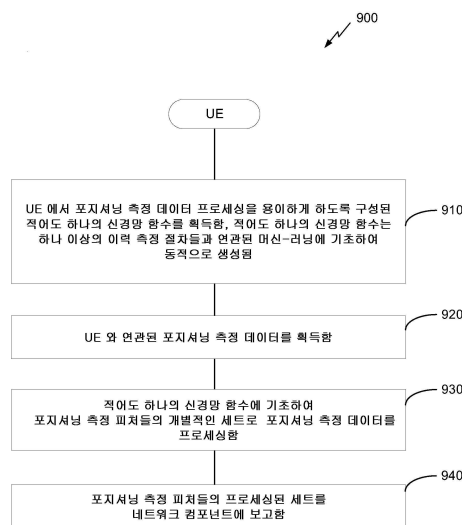 900
UE
UE 에서 포지셔닝 측정 데이터 프로세싱을 용이하게 하도록 구성된
적어도 하나의 신경망 함수를 획득함, 적어도 하나의 신경망 함수는
하나 이상의 이력 측정 절차들과 연관된 머신-러닝에 기초하여
동적으로 생성됨
910
UE 와 연관된 포지셔닝 측정 데이터를 획득함
920
적어도 하나의 신경망 함수에 기초하여
포지셔닝 측정 피처들의 개별적인 세트로 포지셔닝 측정 데이터를
프로세싱함
930
포지셔닝 측정 피처들의 프로세싱된 세트를
네트워크 컴포넌트에 보고함
940